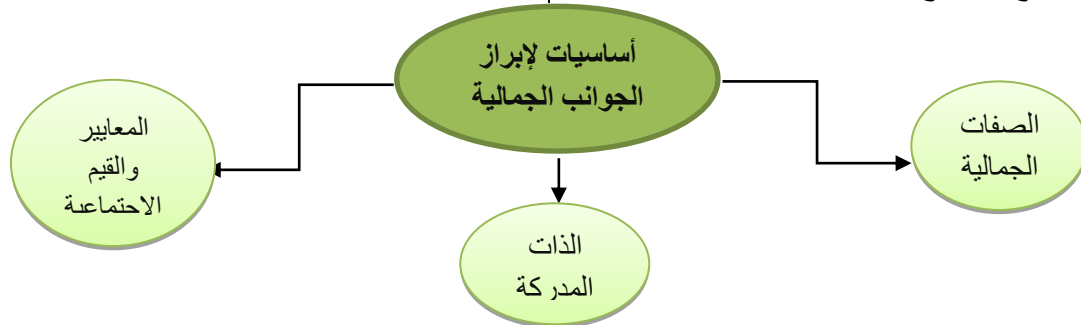 أساسيات لإبراز
الجوانب الجمالية
الصفات
الجمالية
الذات
المدركة
المعايير
والقيم
الاجتماعية